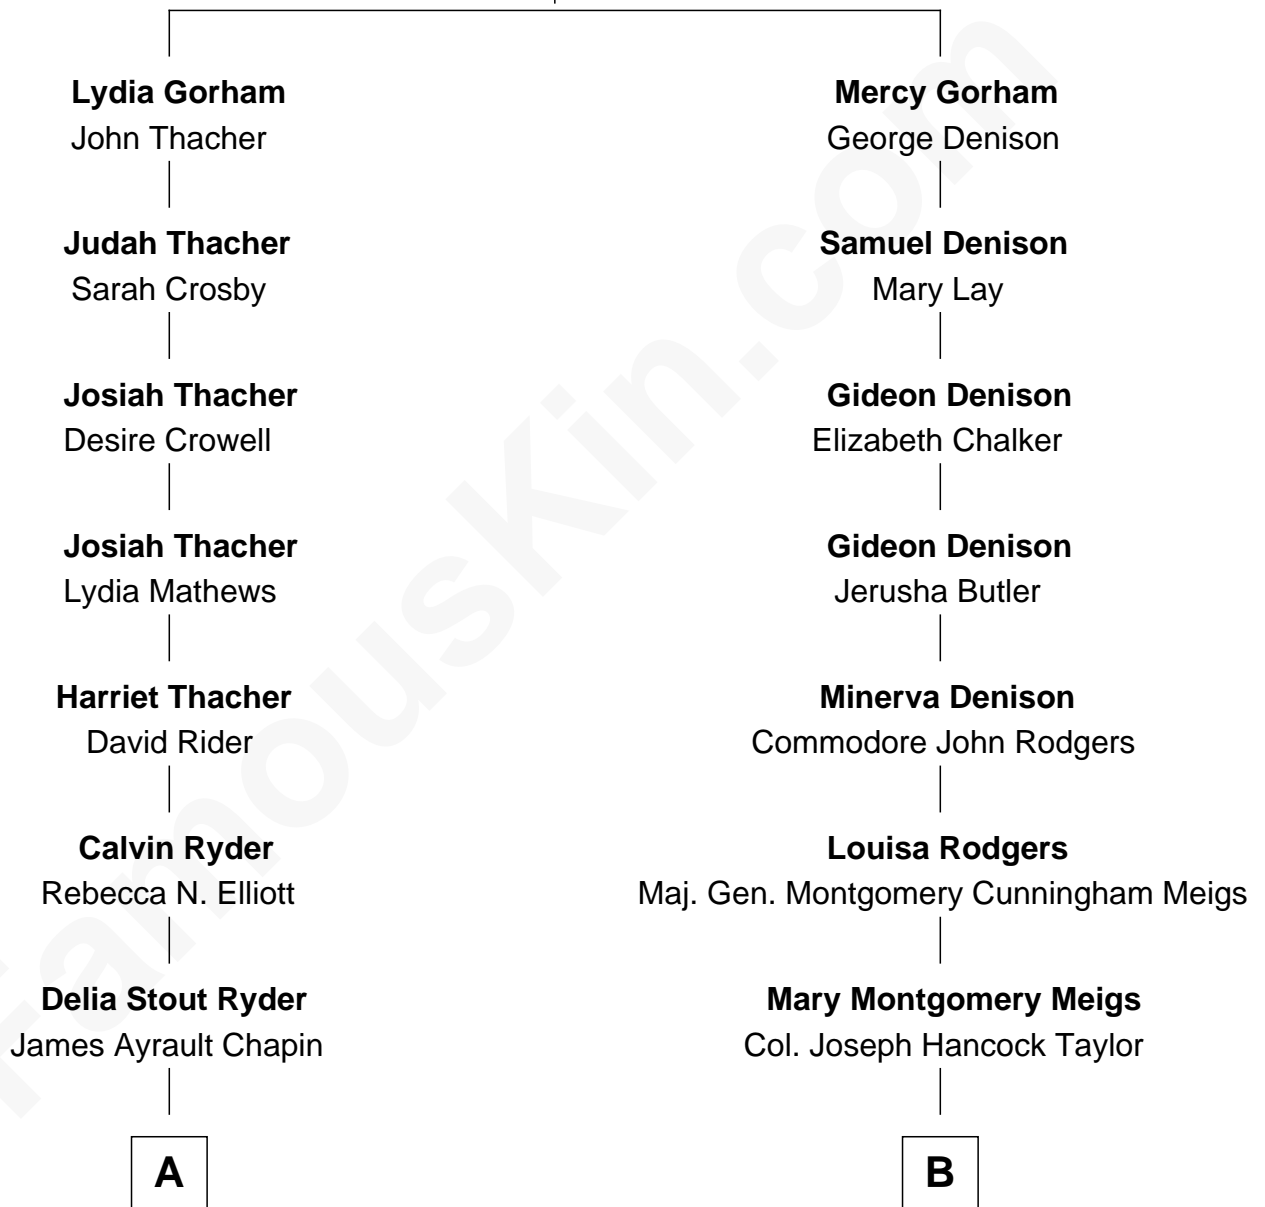 Lydia Gorham
John Thacher
Judah Thacher
Sarah Crosby
Josiah Thacher
Desire Crowell
Josiah Thacher
Lydia Mathews
Harriet Thacher
David Rider
Calvin Ryder
Rebecca N. Elliott
Delia Stout Ryder
James Ayrault Chapin
A
Mercy Gorham
George Denison
Samuel Denison
Mary Lay
Gideon Denison
Elizabeth Chalker
Gideon Denison
Jerusha Butler
Minerva Denison
Commodore John Rodgers
Louisa Rodgers
Maj. Gen. Montgomery Cunningham Meigs
Mary Montgomery Meigs
Col. Joseph Hancock Taylor
B
FamousKin.com